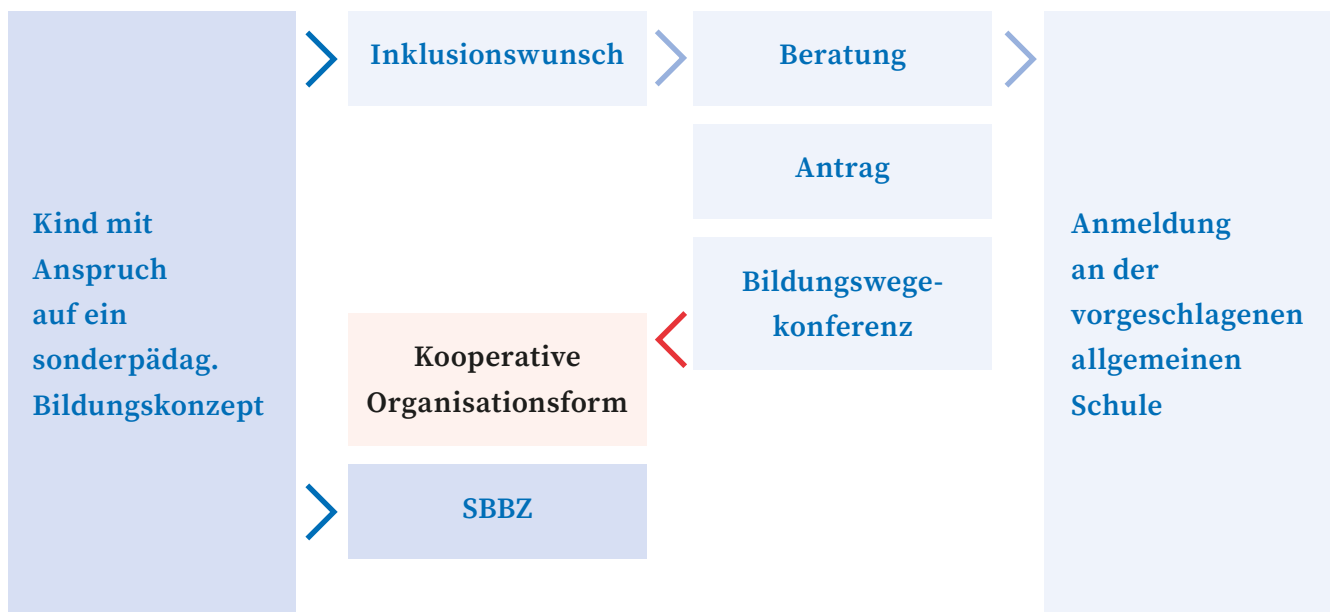 Kind mit
Anspruch
auf ein
sonderpädag.
Bildungskonzept
Inklusionswunsch
Beratung
Antrag
Bildungswege-
konferenz
Kooperative
Organisationsform
SBBZ
Anmeldung
an der
vorgeschlagenen
allgemeinen
Schule